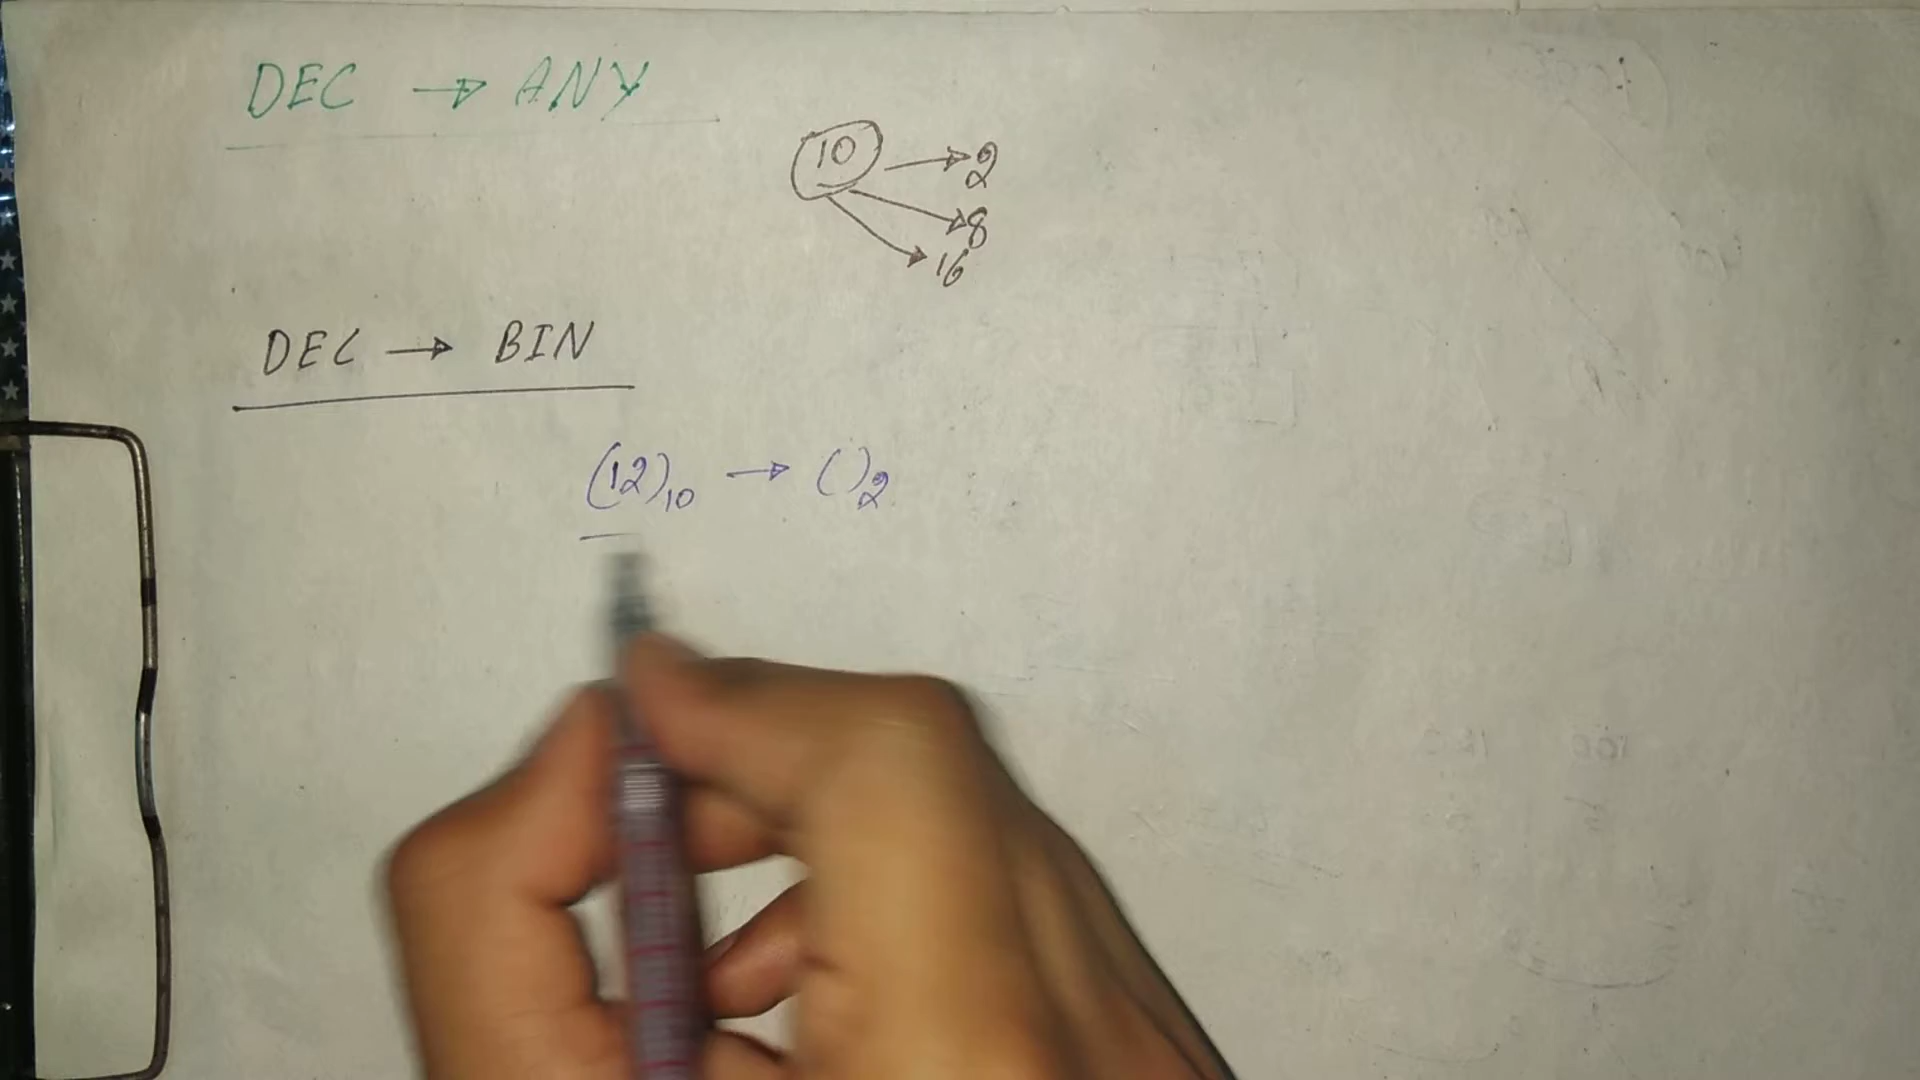 DEC → ANY
10 → 2
→ 8
→ 16
DEC → BIN
(12)10 → ( )2